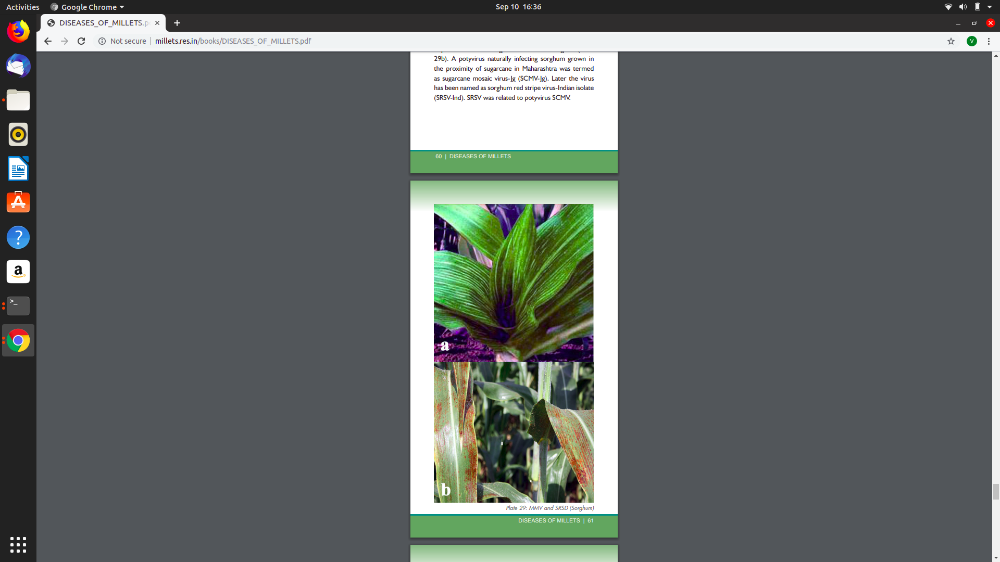 Activities
Google Chrome
Sep 10 16:36
DISEASES_OF_MILLETS.p
Not secure
millets.res.in/books/DISEASES_OF_MILLETS.pdf
V
29b). A potyvirus naturally infecting sorghum grown in
the proximity of sugarcane in Maharashtra was termed
as sugarcane mosaic virus-Jg (SCMV-Jg). Later the virus
has been named as sorghum red stripe virus-Indian isolate
(SRSV-Ind). SRSV was related to potyvirus SCMV.
60 | DISEASES OF MILLETS
a
b
Plate 29: MMV and SRSD (Sorghum)
DISEASES OF MILLETS | 61